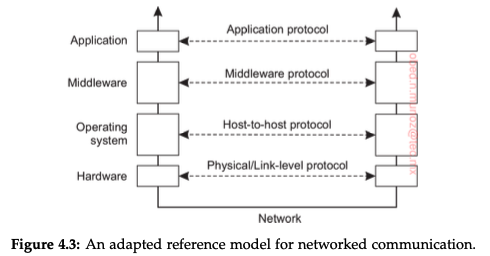 Application protocol
Application
Middleware protocol
Middleware
Host-to-host protocol
Operating
system
Physical/Link-level protocol
Hardware
Network
Figure 4.3: An adapted reference model for networked communication.